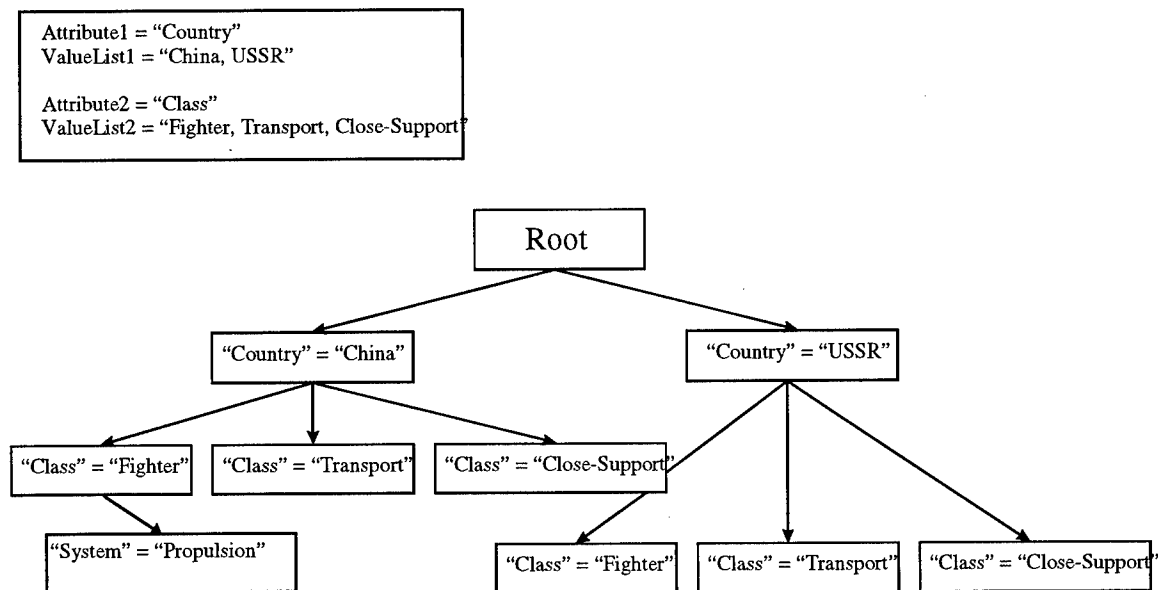 Attribute1 = “Country”
ValueList1 = “China, USSR”
Attribute2 = “Class”
ValueList2 = “Fighter, Transport, Close-Support”
Root
“Country” = “China”
“Country” = “USSR”
“Class” = “Fighter”
“Class” = “Transport”
“Class” = “Close-Support”
“System” = “Propulsion”
“Class” = “Fighter”
“Class” = “Transport”
“Class” = “Close-Support”